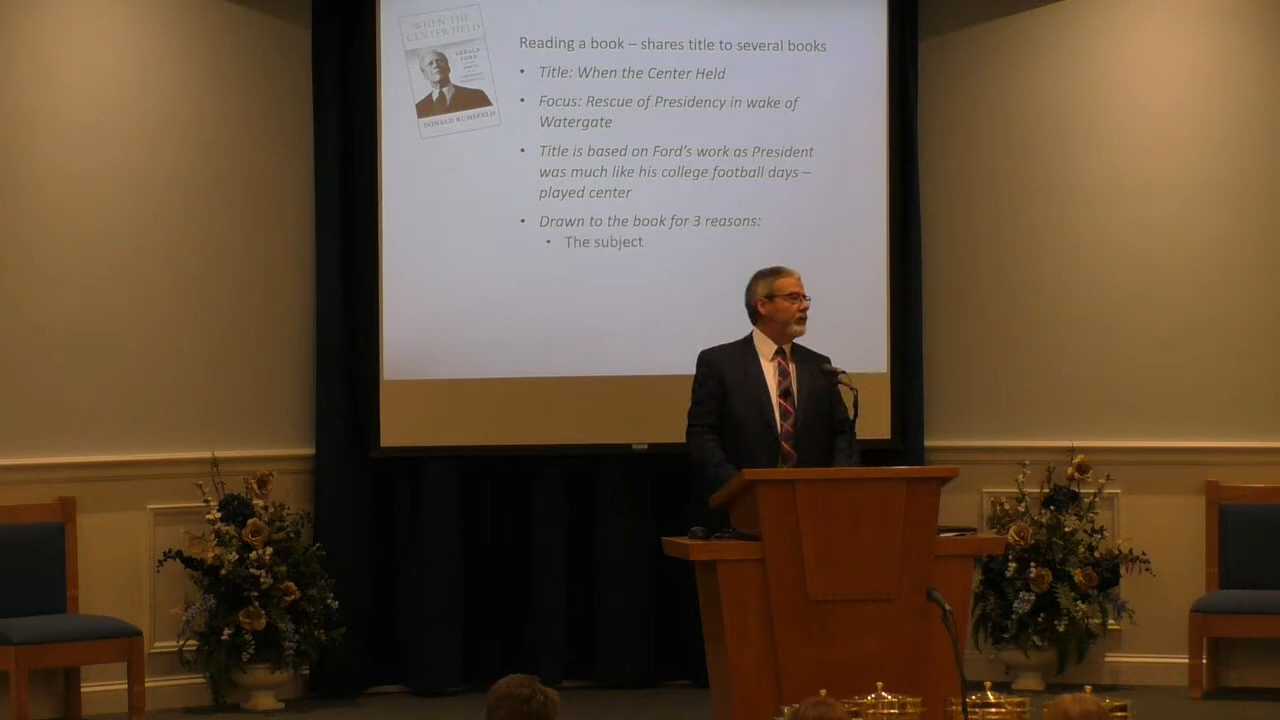 WHEN THE
CENTER HELD
GERALD
FORD
DONALD RUMSFELD
Reading a book – shares title to several books
• Title: When the Center Held
• Focus: Rescue of Presidency in wake of
Watergate
• Title is based on Ford's work as President
was much like his college football days –
played center
• Drawn to the book for 3 reasons:
• The subject